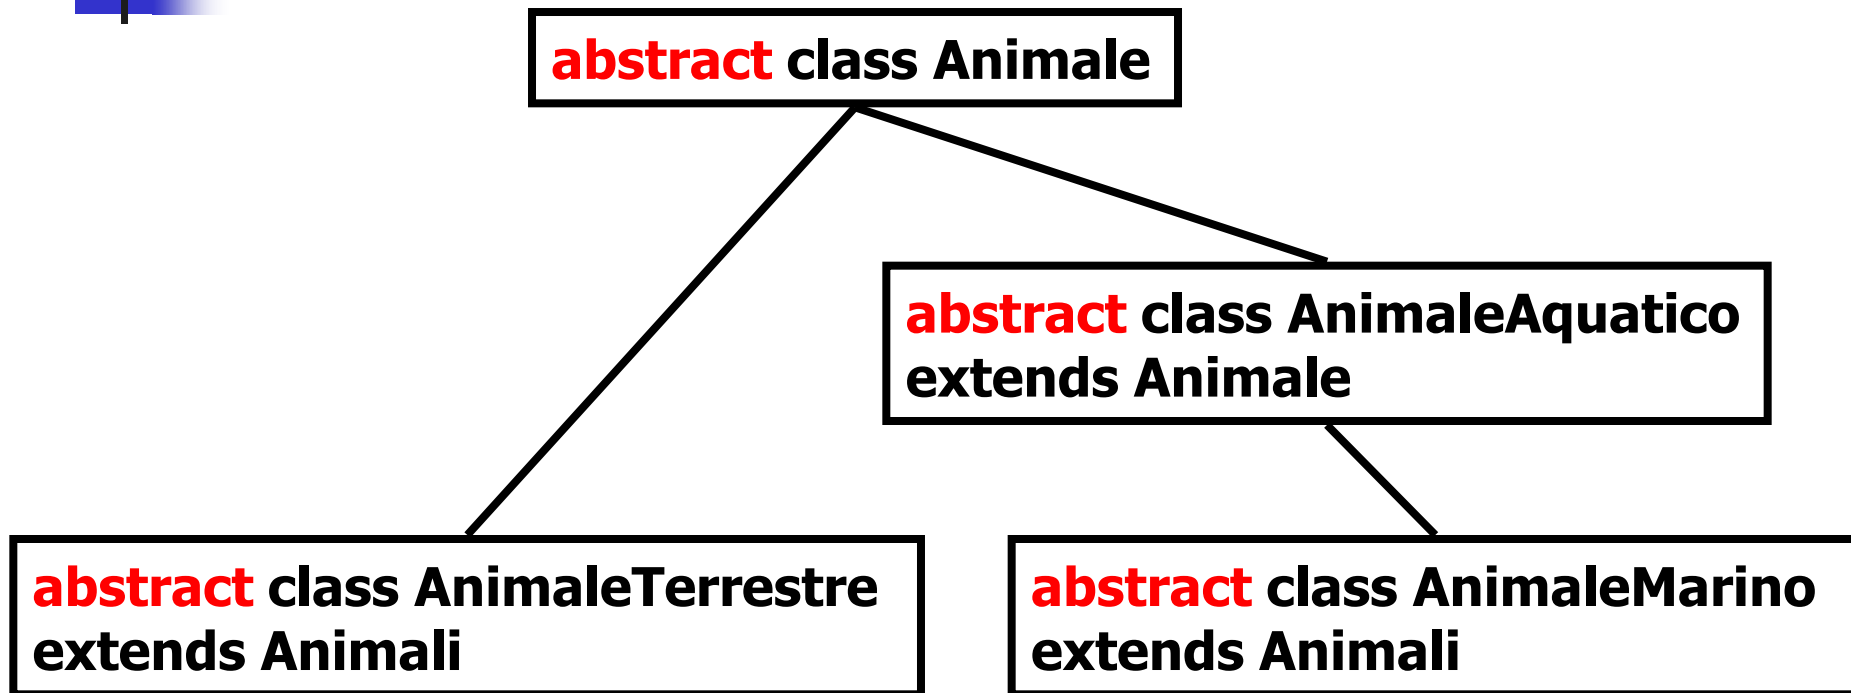 abstract class Animale
abstract class AnimaleAquatico
extends Animale
abstract class AnimaleTerrestre
extends Animali
abstract class AnimaleMarino
extends Animali